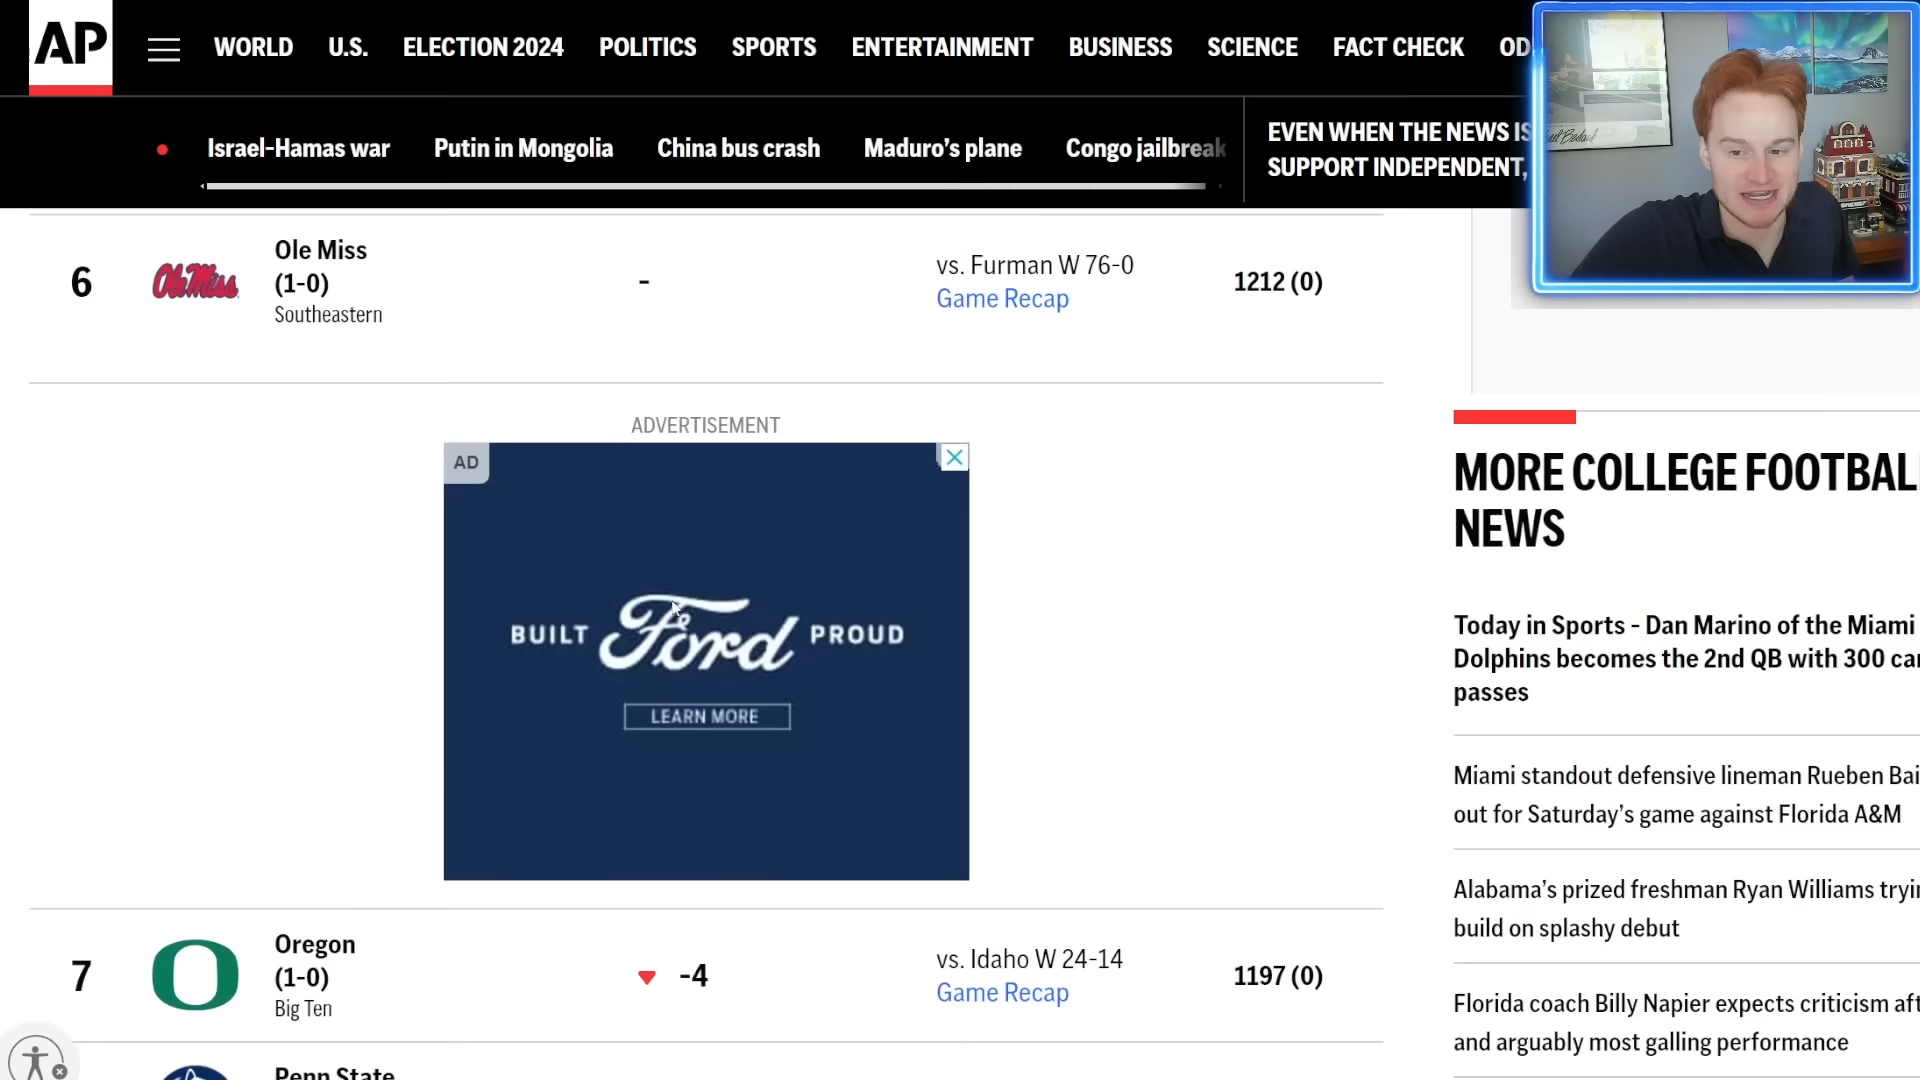 AP
WORLD U.S. ELECTION 2024 POLITICS SPORTS ENTERTAINMENT BUSINESS SCIENCE FACT CHECK OD
Israel-Hamas war Putin in Mongolia China bus crash Maduro's plane Congo jailbreak
EVEN WHEN THE NEWS IS
SUPPORT INDEPENDENT,
6
Ole Miss
Ole Miss
(1-0)
Southeastern
-
vs. Furman W 76-0
Game Recap
1212 (0)
ADVERTISEMENT
AD
BUILT Ford PROUD
LEARN MORE
7
O
Oregon
(1-0)
Big Ten
-4
vs. Idaho W 24-14
Game Recap
1197 (0)
Penn State
MORE COLLEGE FOOTBAL
NEWS
Today in Sports - Dan Marino of the Miami
Dolphins becomes the 2nd QB with 300 car
passes
Miami standout defensive lineman Rueben Bai
out for Saturday's game against Florida A&M
Alabama's prized freshman Ryan Williams tryin
build on splashy debut
Florida coach Billy Napier expects criticism aft
and arguably most galling performance